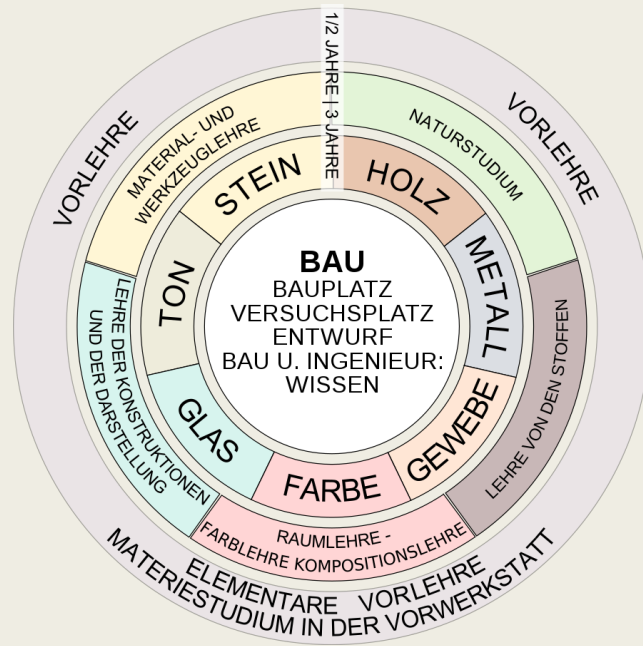 1/2 JAHRE | 3 JAHRE
VORLEHRE
VORLEHRE
ELEMENTARE VORLEHRE
MATERIESTUDIUM IN DER VORWERKSTATT
NATURSTUDIUM
LEHRE VON DEN STOFFEN
RAUMLEHRE -
FARBLEHRE KOMPOSITIONSLEHRE
LEHRE DER KONSTRUKTIONEN
UND DER DARSTELLUNG
MATERIAL- UND
WERKZEUGLEHRE
HOLZ
METALL
GEWEBE
FARBE
GLAS
TON
STEIN
BAU
BAUPLATZ
VERSUCHSPLATZ
ENTWURF
BAU U. INGENIEUR:
WISSEN